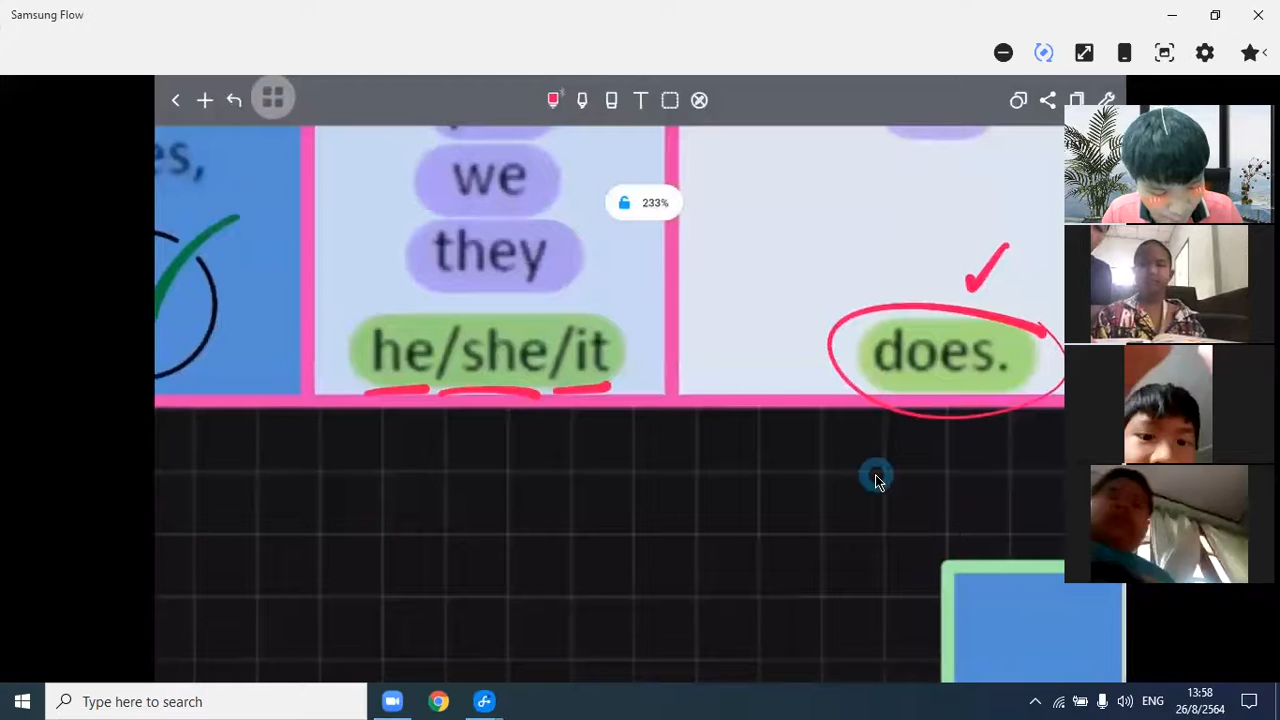 Samsung Flow
es,
we
233%
they
he/she/it
does.
Type here to search
ENG
13:58
26/8/2564